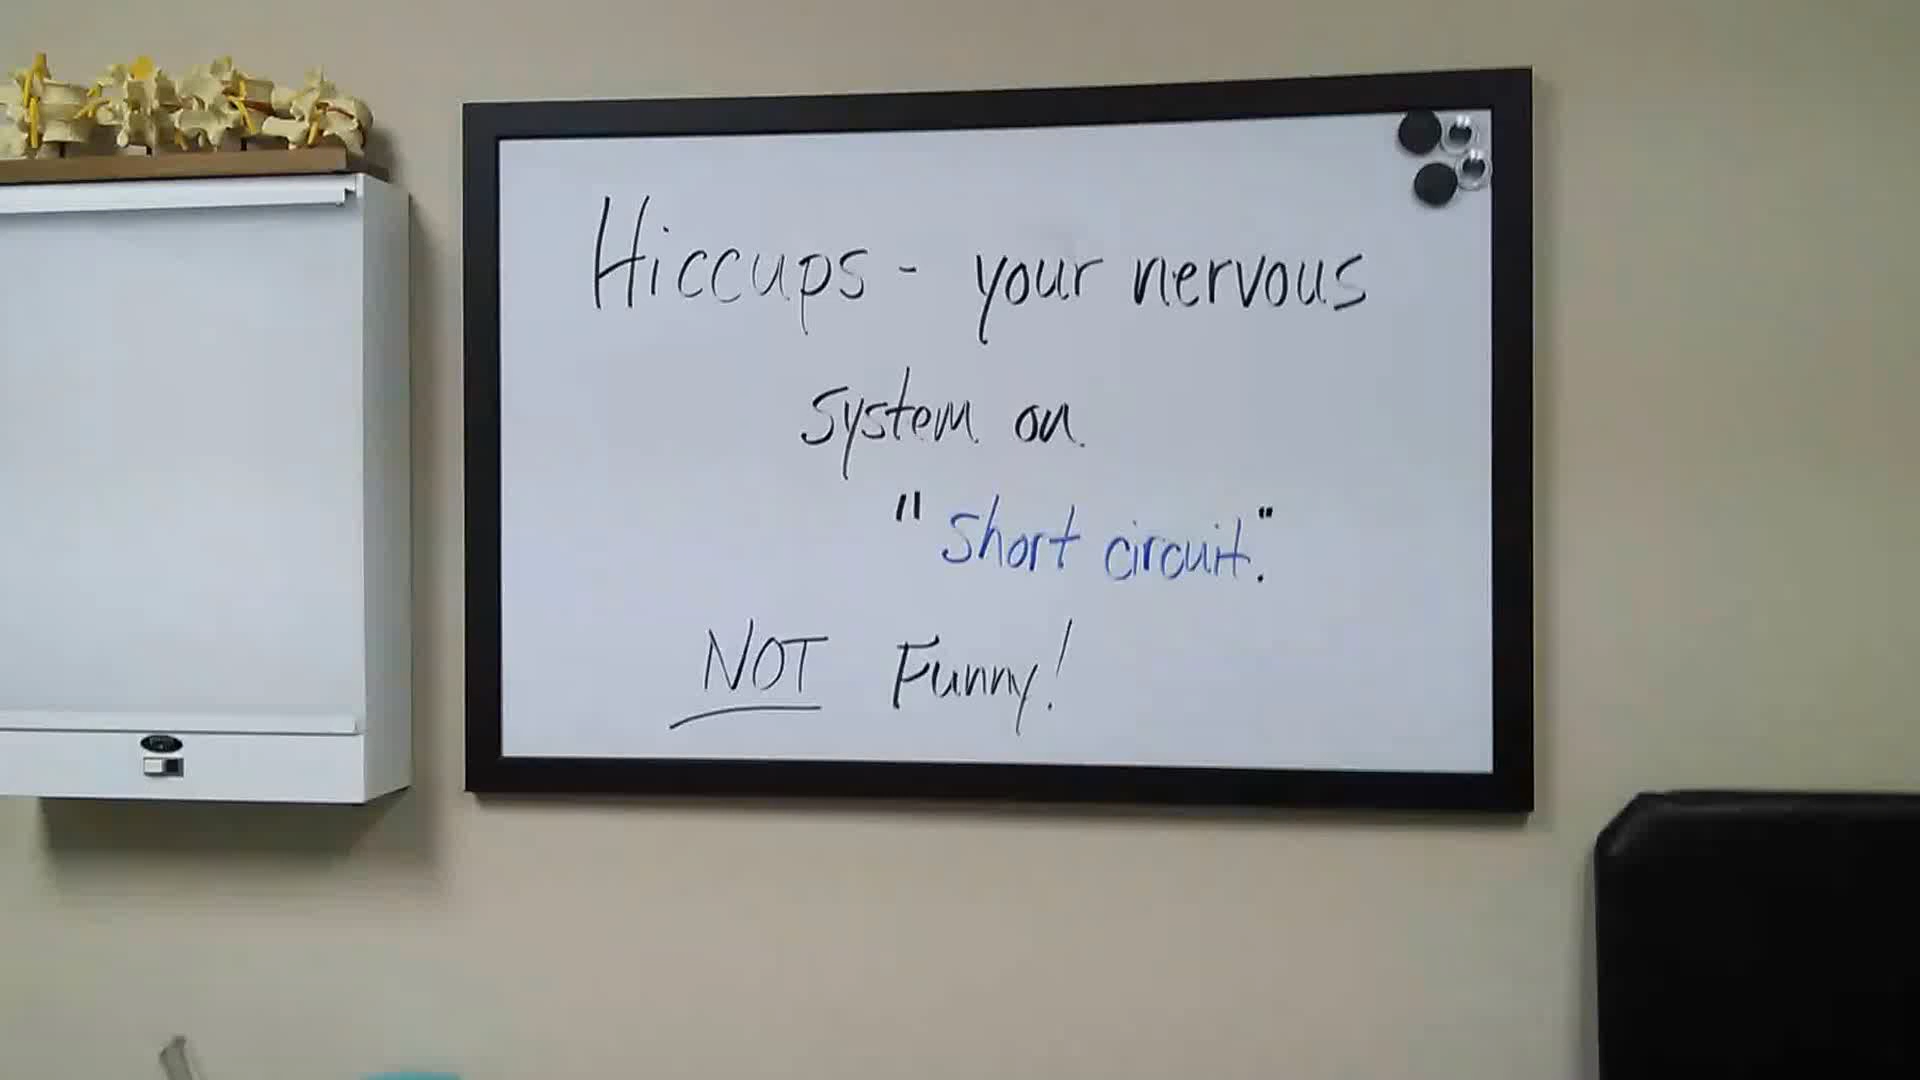 Hiccups - your nervous
system on
"short circuit."
NOT Funny!